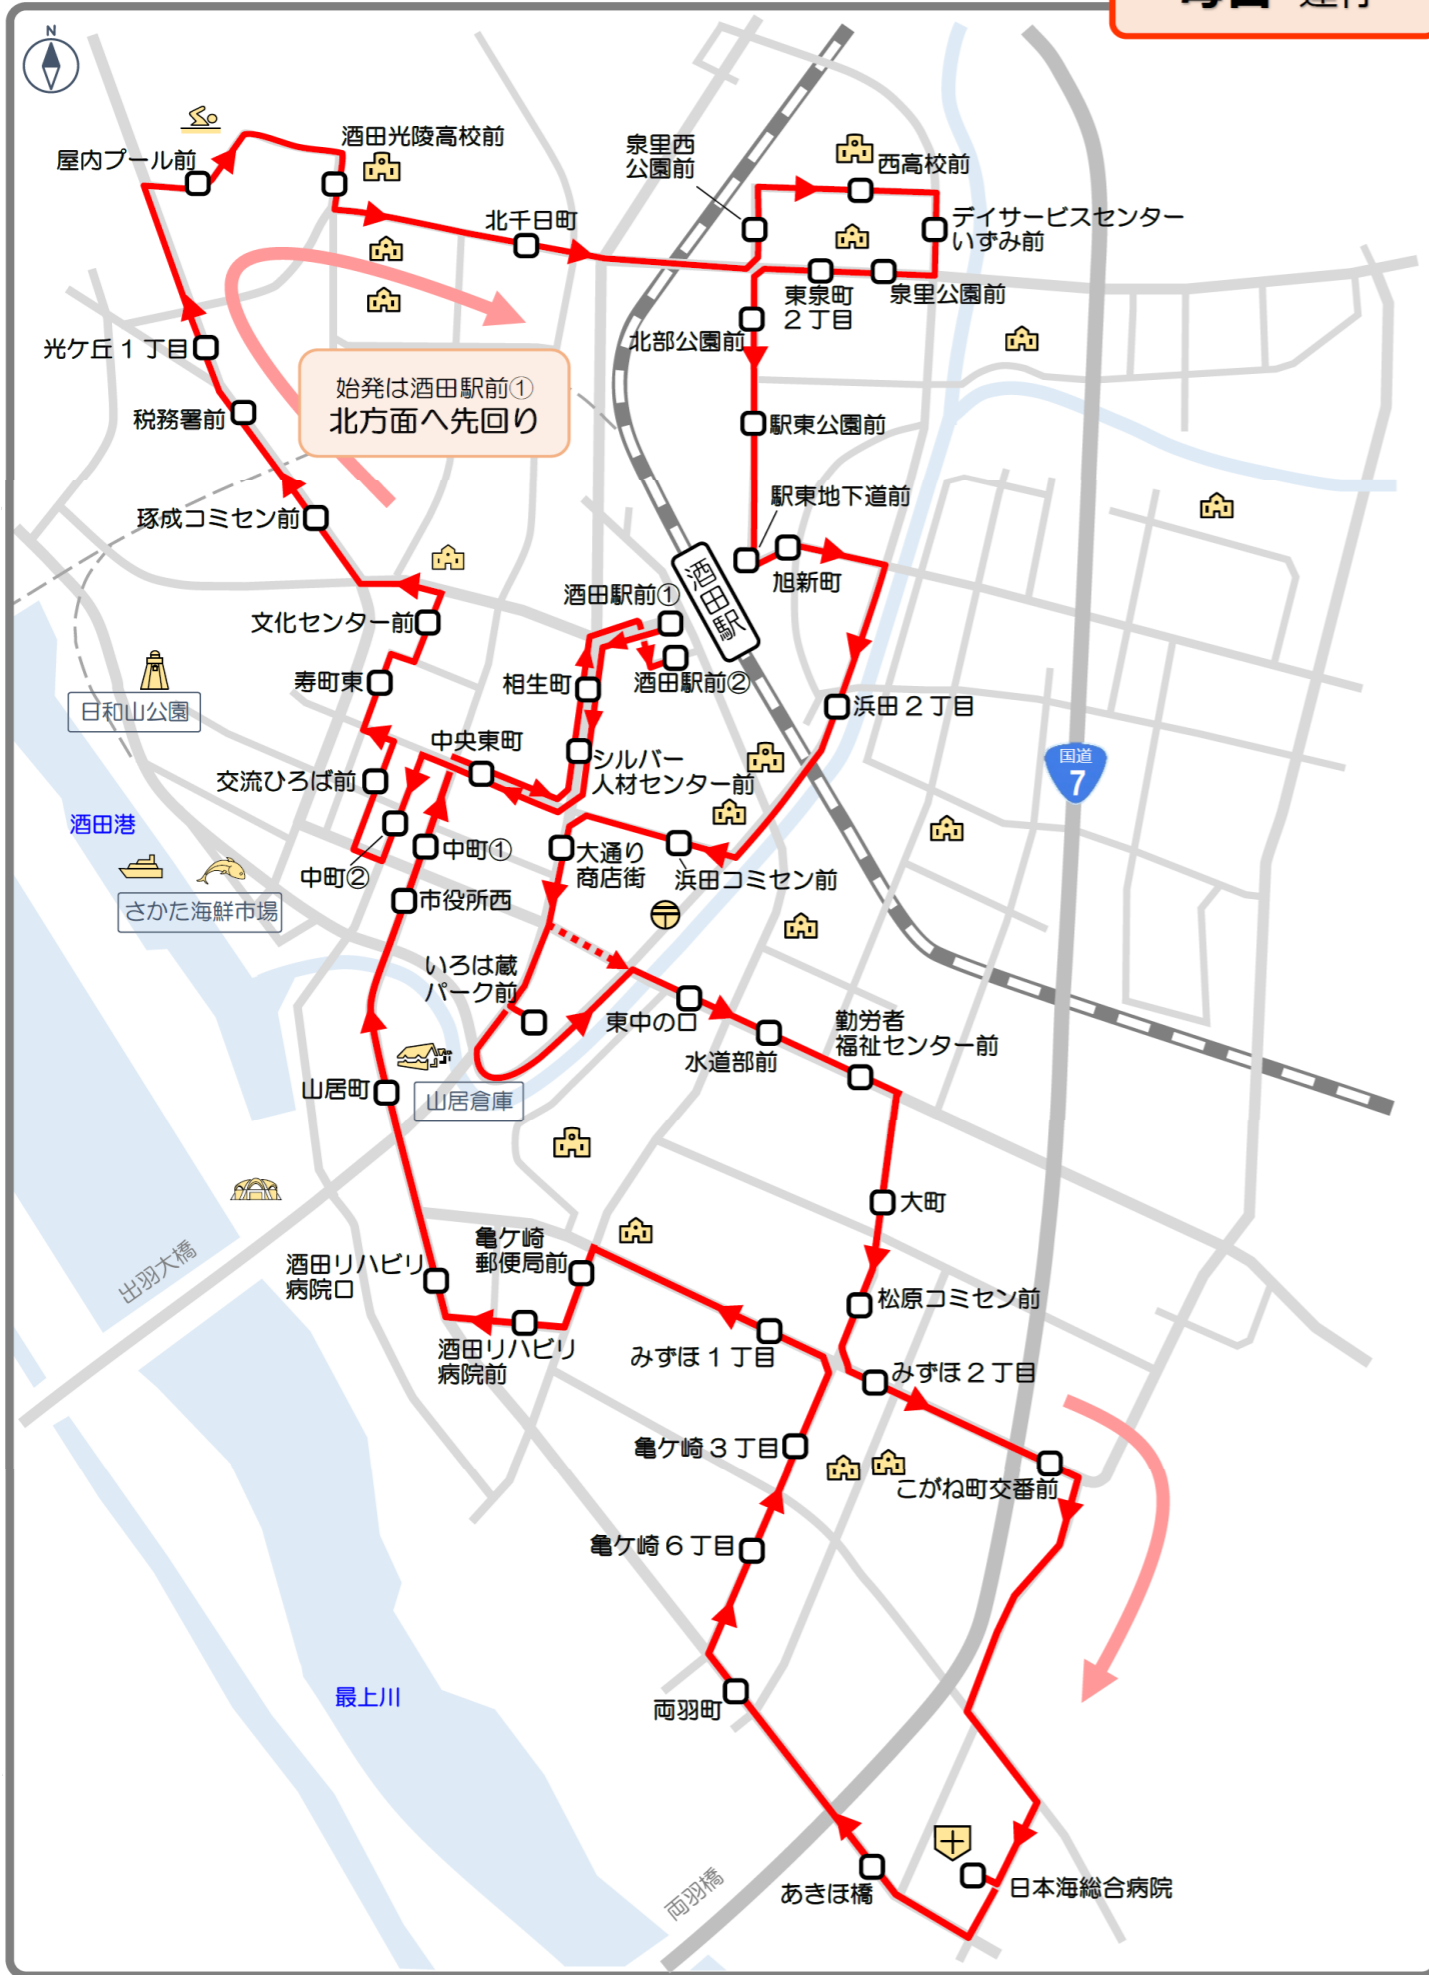 毎日 運行
N
酒田光陵高校前
屋内プール前
泉里西
公園前
西高校前
北千日町
デイサービスセンター
いずみ前
東泉町
２丁目
泉里公園前
北部公園前
光ケ丘１丁目
始発は酒田駅前①
北方面へ先回り
税務署前
駅東公園前
琢成コミセン前
駅東地下道前
旭新町
酒田駅
酒田駅前①
文化センター前
寿町東
相生町
酒田駅前②
日和山公園
浜田２丁目
中央東町
シルバー
人材センター前
交流ひろば前
国道
7
酒田港
中町①
大通り
商店街
中町②
浜田コミセン前
さかた海鮮市場
市役所西
いろは蔵
パーク前
東中の口
勤労者
福祉センター前
水道部前
山居町
山居倉庫
大町
亀ケ崎
郵便局前
出羽大橋
酒田リハビリ
病院口
松原コミセン前
酒田リハビリ
病院前
みずほ１丁目
みずほ２丁目
亀ケ崎３丁目
こがね町交番前
亀ケ崎６丁目
最上川
両羽町
両羽橋
あきほ橋
日本海総合病院